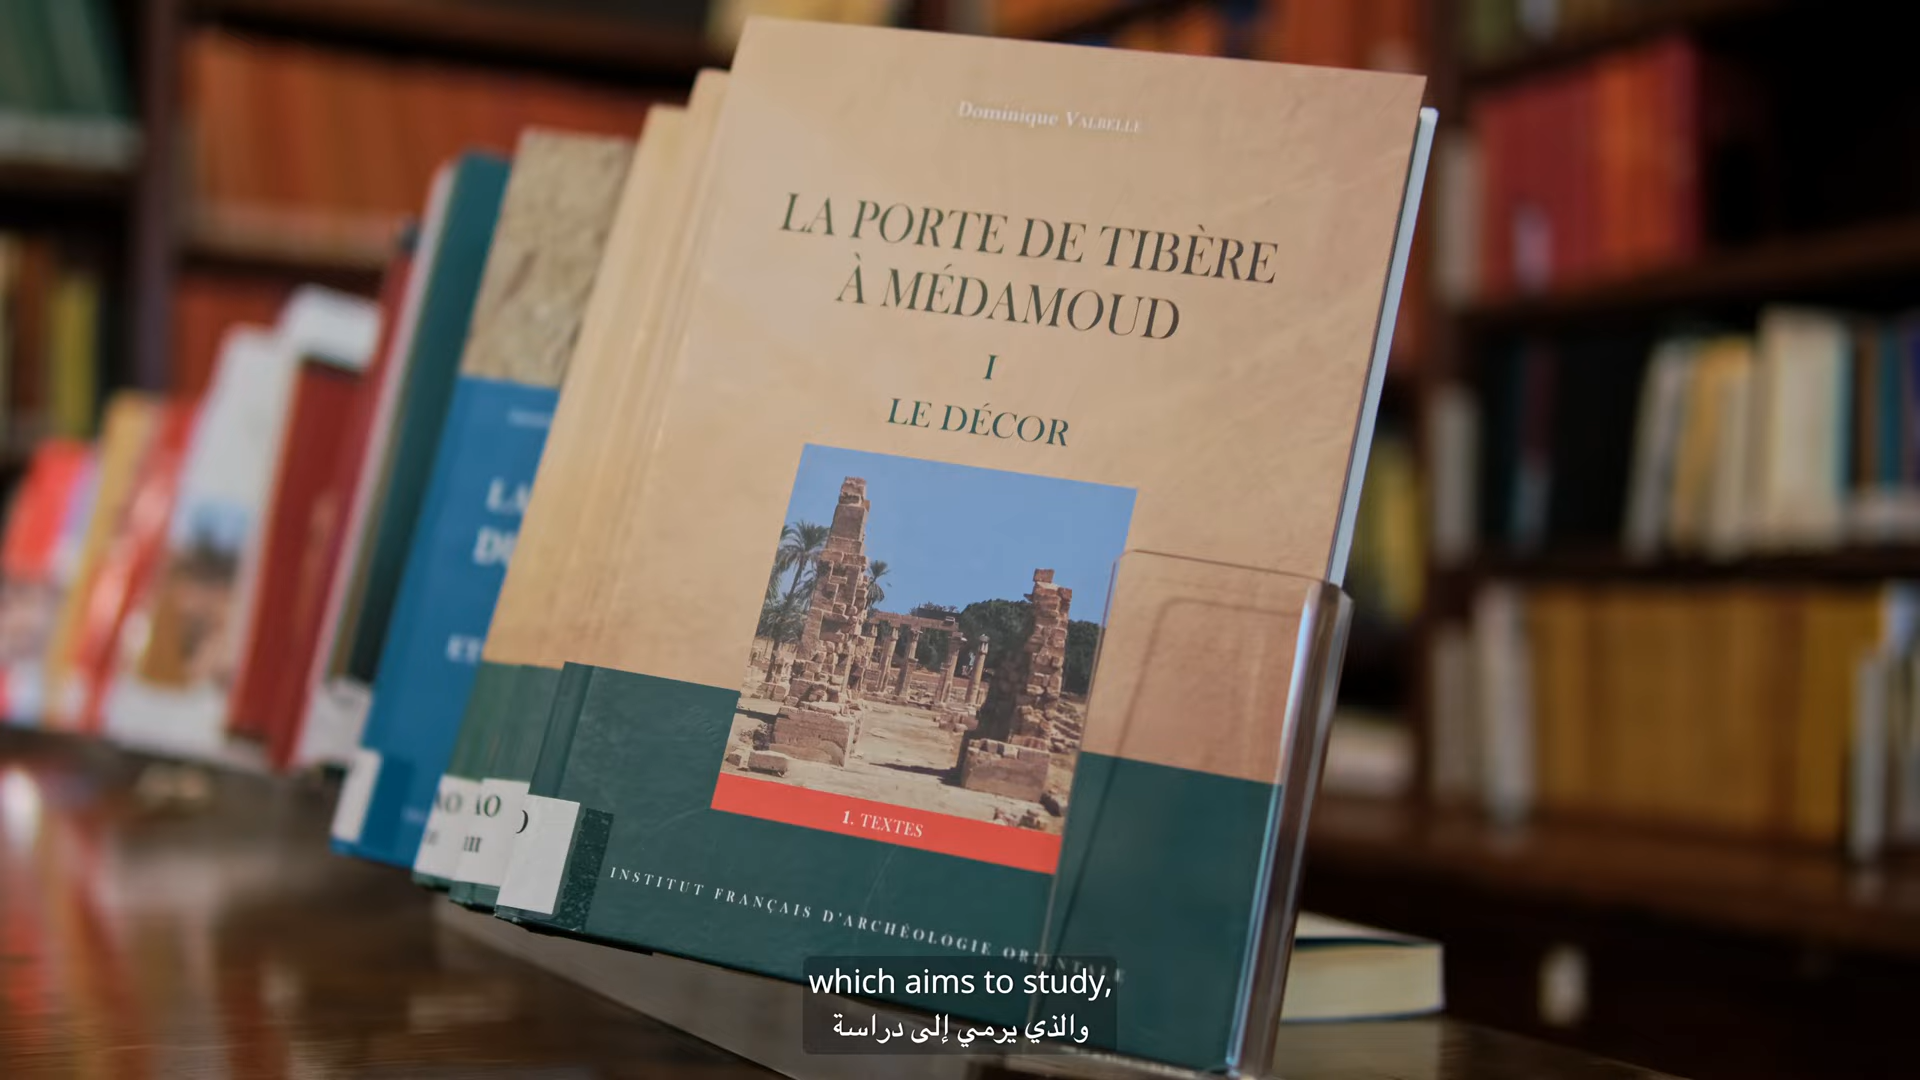 Dominique VALBELLE
LA PORTE DE TIBÈRE
À MÉDAMOUD
I
LE DÉCOR
1. TEXTES
INSTITUT FRANÇAIS D'ARCHÉOLOGIE ORIENTALE
which aims to study,
والذي يرمي إلى دراسة